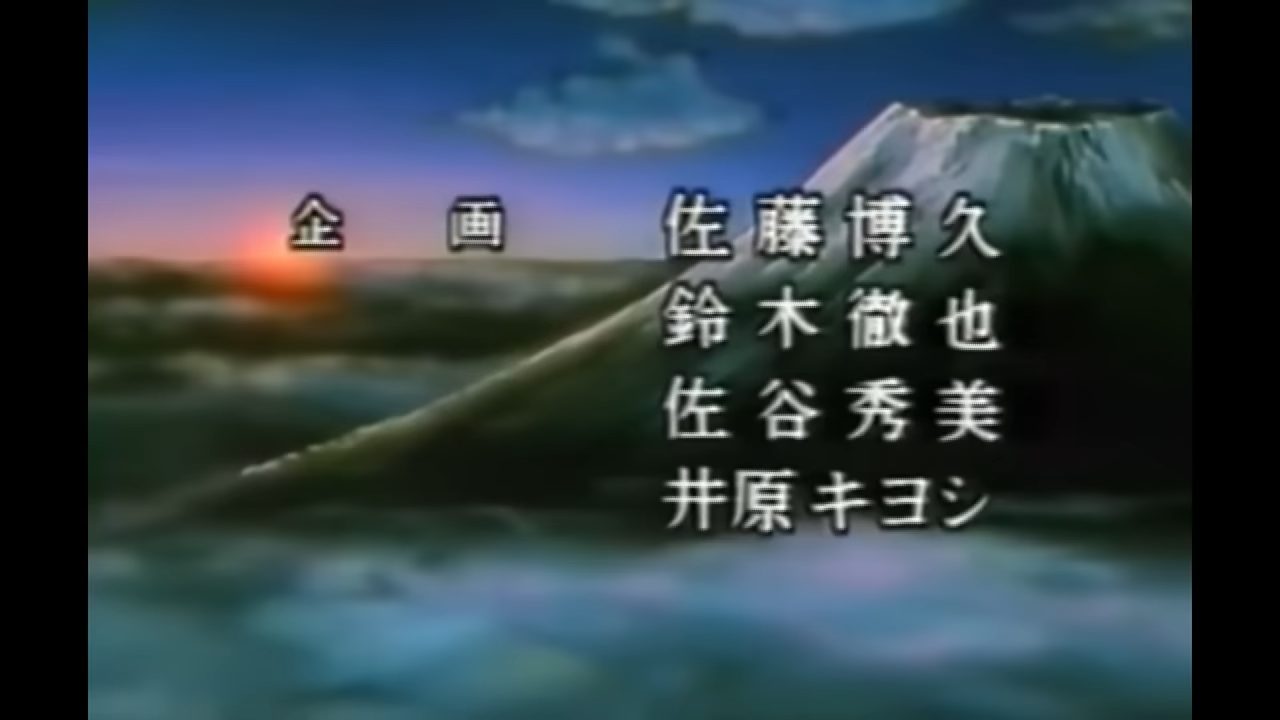 企画 佐藤博久
鈴木徹也
佐谷秀美
井原キヨシ